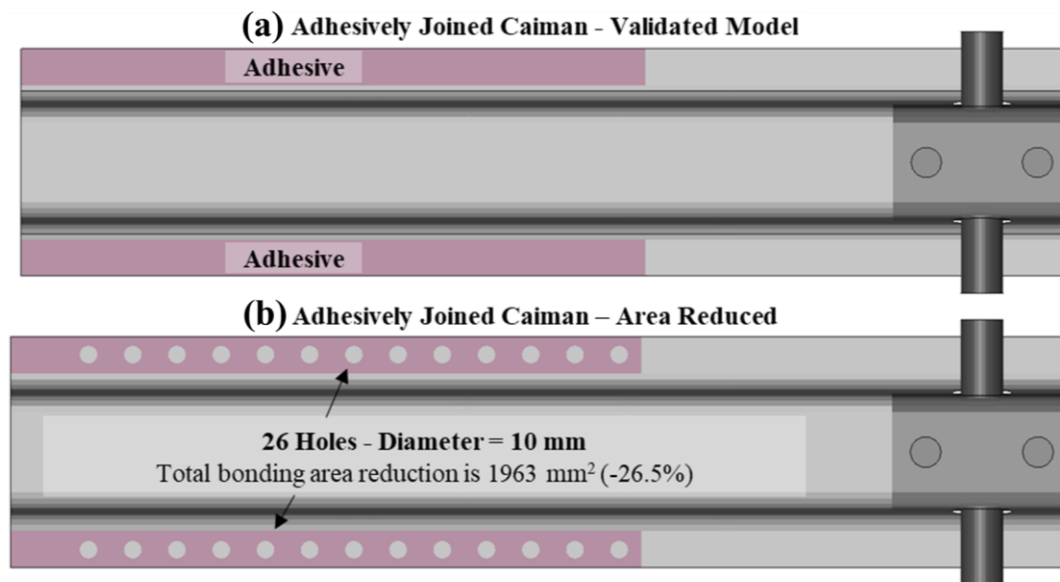 (a) Adhesively Joined Caiman - Validated Model
Adhesive
Adhesive
(b) Adhesively Joined Caiman – Area Reduced
26 Holes - Diameter = 10 mm
Total bonding area reduction is 1963 mm² (-26.5%)